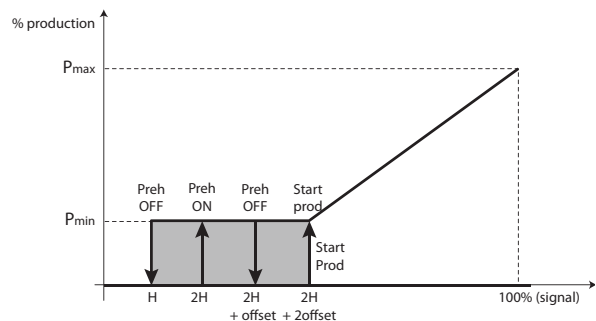 % production
Pmax
Preh OFF
Preh ON
Preh OFF
Start prod
Pmin
Start Prod
H
2H
2H + offset
2H + 2offset
100% (signal)